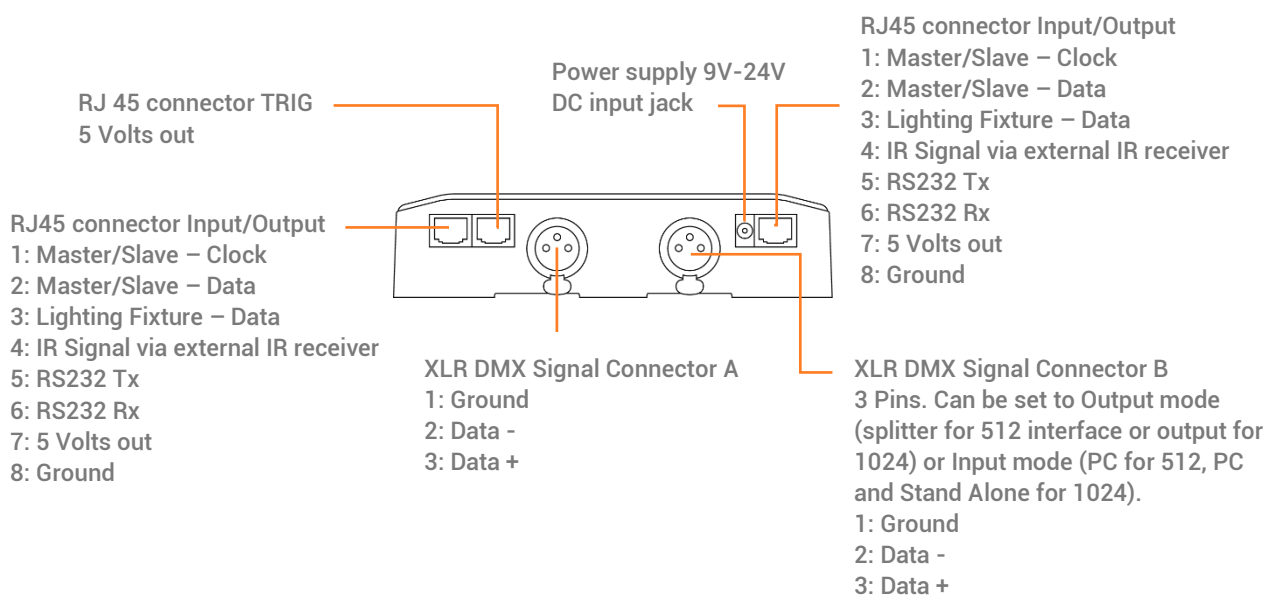 RJ 45 connector TRIG
5 Volts out
Power supply 9V-24V
DC input jack
RJ45 connector Input/Output
1: Master/Slave – Clock
2: Master/Slave – Data
3: Lighting Fixture – Data
4: IR Signal via external IR receiver
5: RS232 Tx
6: RS232 Rx
7: 5 Volts out
8: Ground
RJ45 connector Input/Output
1: Master/Slave – Clock
2: Master/Slave – Data
3: Lighting Fixture – Data
4: IR Signal via external IR receiver
5: RS232 Tx
6: RS232 Rx
7: 5 Volts out
8: Ground
XLR DMX Signal Connector A
1: Ground
2: Data -
3: Data +
XLR DMX Signal Connector B
3 Pins. Can be set to Output mode
(splitter for 512 interface or output for
1024) or Input mode (PC for 512, PC
and Stand Alone for 1024).
1: Ground
2: Data -
3: Data +